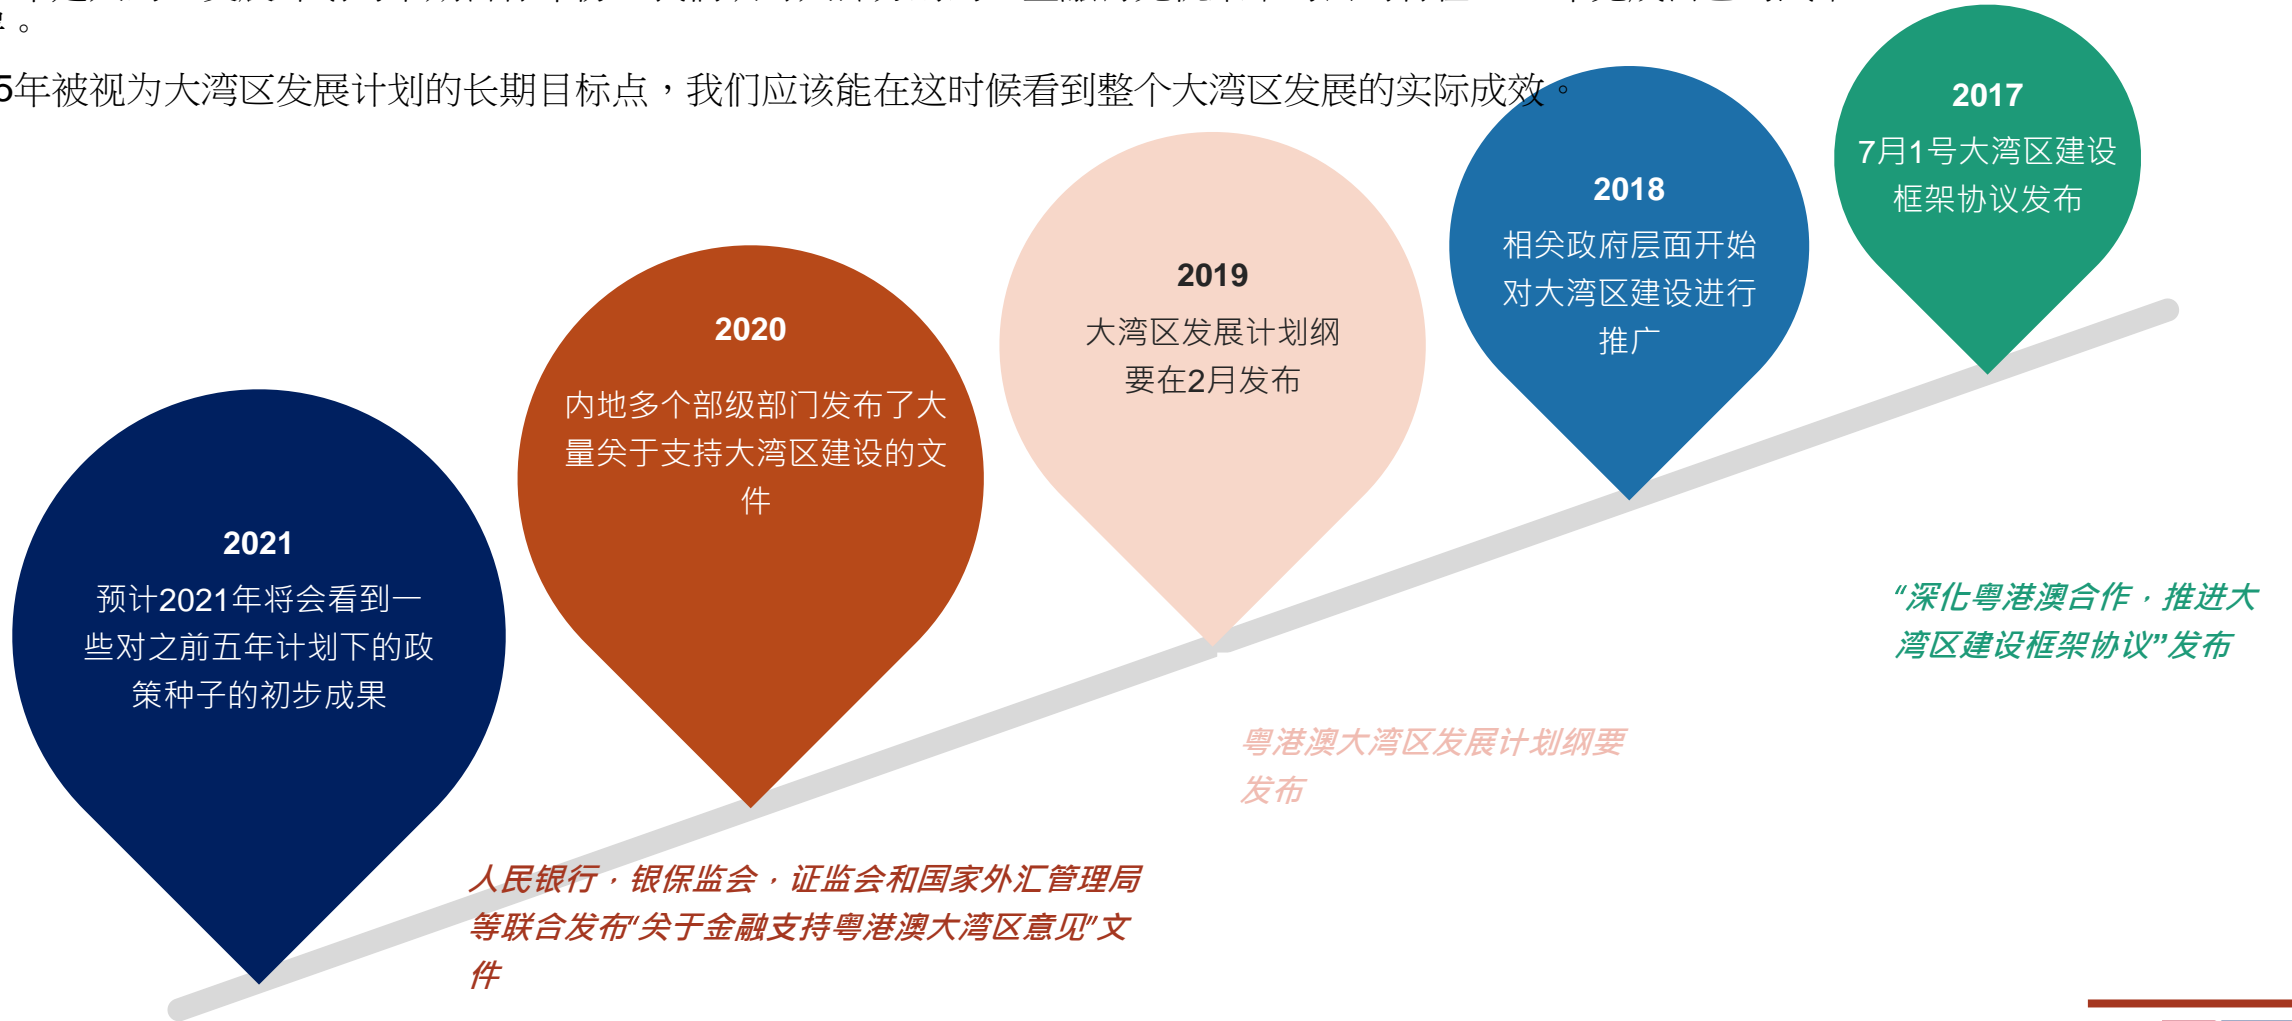 5年被视为大湾区发展计划的长期目标点，我们应该能在这时候看到整个大湾区发展的实际成效。
2017
7月1号大湾区建设
框架协议发布
2018
相关政府层面开始
对大湾区建设进行
推广
2019
大湾区发展计划纲
要在2月发布
2020
内地多个部级部门发布了大
量关于支持大湾区建设的文
件
2021
预计2021年将会看到一
些对之前五年计划下的政
策种子的初步成果
“深化粤港澳合作，推进大
湾区建设框架协议”发布
粤港澳大湾区发展计划纲要
发布
人民银行，银保监会，证监会和国家外汇管理局
等联合发布“关于金融支持粤港澳大湾区意见”文
件